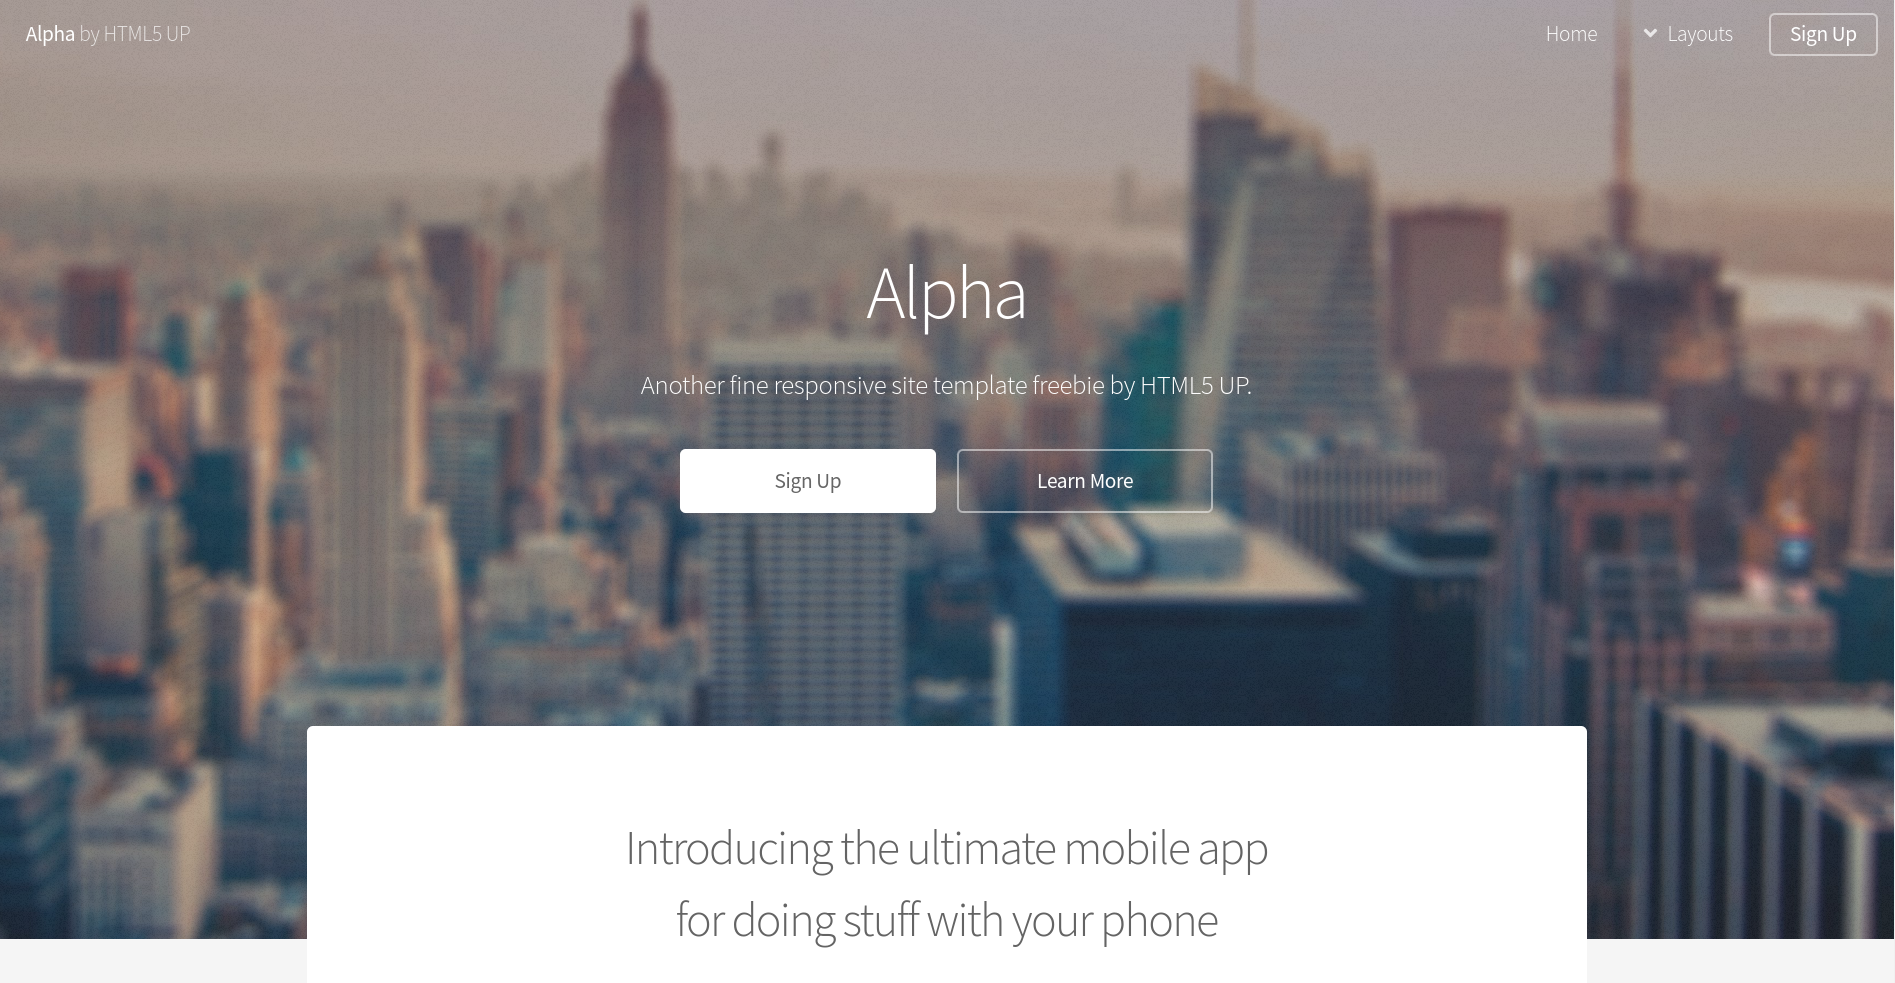 Alpha by HTML5 UP
Home
Layouts
Sign Up
Alpha
Another fine responsive site template freebie by HTML5 UP.
Sign Up
Learn More
Introducing the ultimate mobile app
for doing stuff with your phone